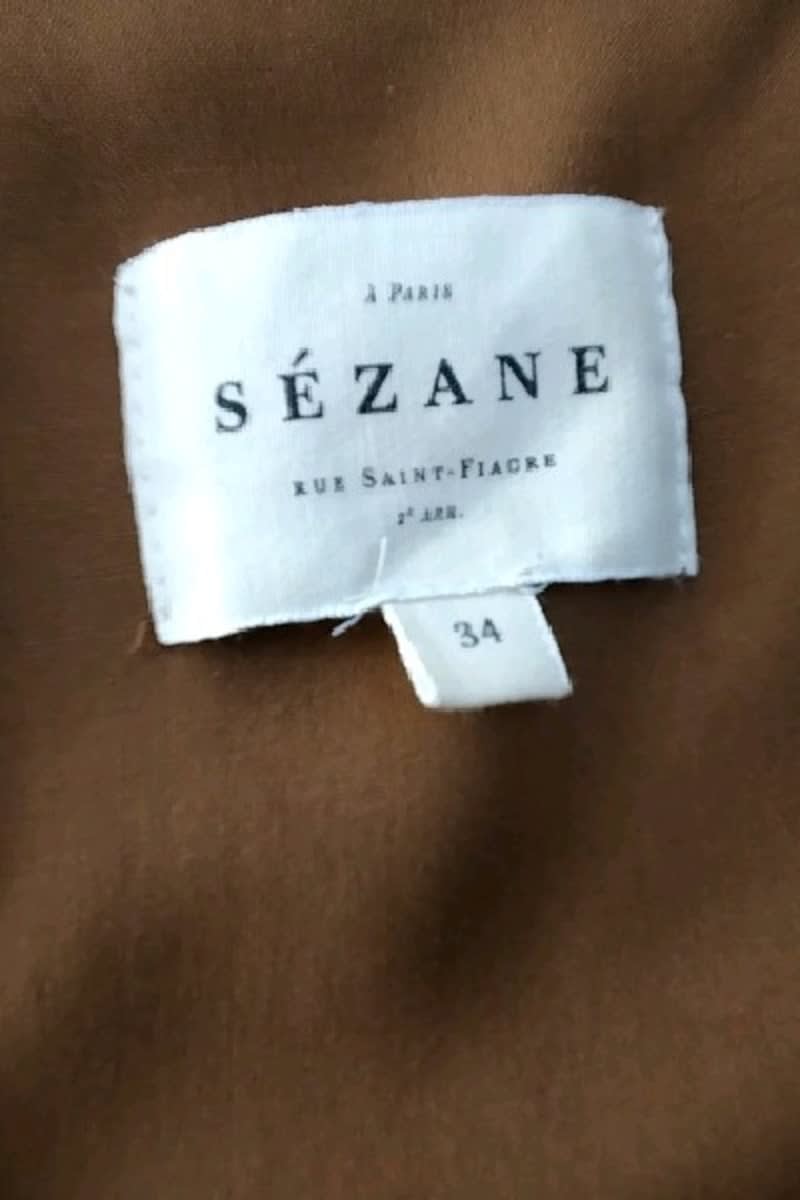 À PARIS
SÉZANE
RUE SAINT-FIACRE
2E ARR.
34